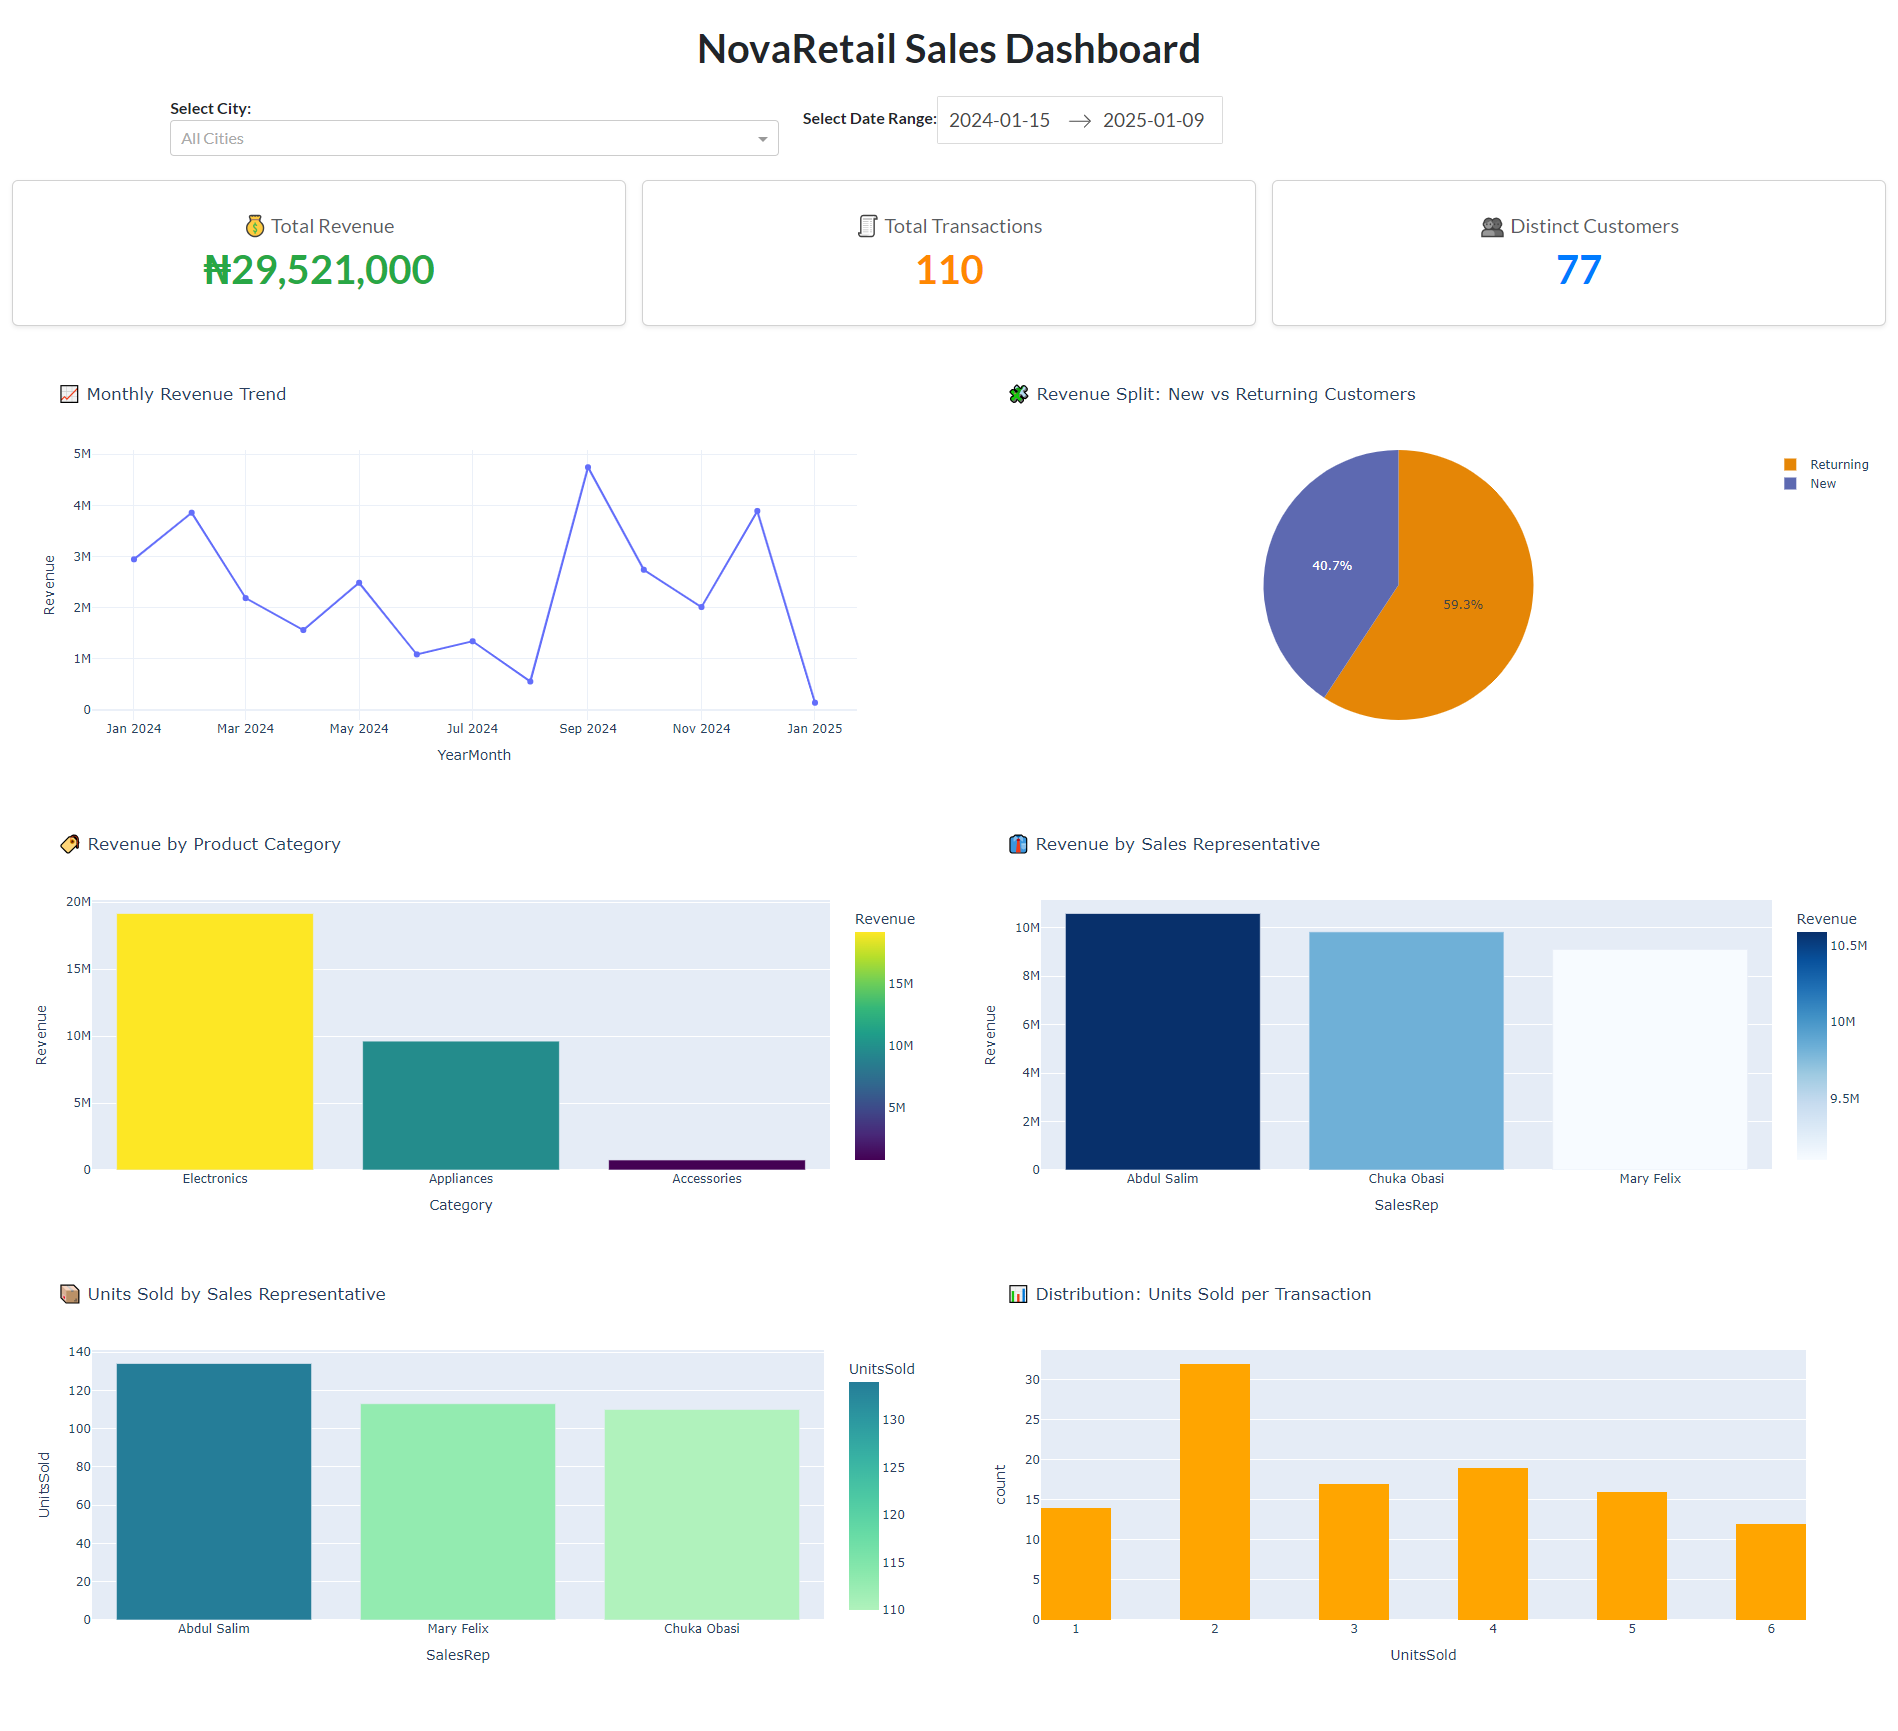 NovaRetail Sales Dashboard
Select City:
All Cities
Select Date Range:
2024-01-15 → 2025-01-09
Total Revenue
₦29,521,000
Total Transactions
110
Distinct Customers
77
Monthly Revenue Trend
Revenue
5M
4M
3M
2M
1M
0
Jan 2024 Mar 2024 May 2024 Jul 2024 Sep 2024 Nov 2024 Jan 2025
YearMonth
Revenue Split: New vs Returning Customers
Returning
New
40.7%
59.3%
Revenue by Product Category
Revenue
20M
15M
10M
5M
0
Electronics Appliances Accessories
Category
Revenue
15M
10M
5M
Revenue by Sales Representative
Revenue
10M
8M
6M
4M
2M
0
Abdul Salim Chuka Obasi Mary Felix
SalesRep
Revenue
10.5M
10M
9.5M
Units Sold by Sales Representative
UnitsSold
140
120
100
80
60
40
20
0
Abdul Salim Mary Felix Chuka Obasi
SalesRep
UnitsSold
130
125
120
115
110
Distribution: Units Sold per Transaction
count
30
25
20
15
10
5
0
1 2 3 4 5 6
UnitsSold